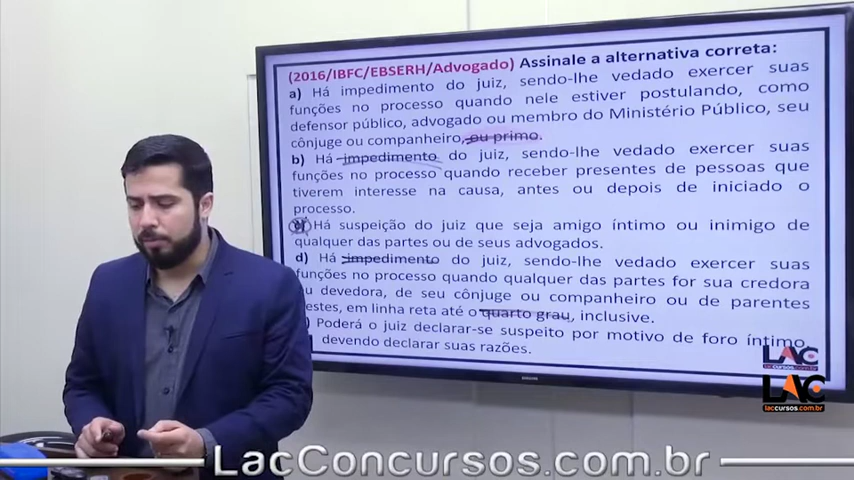 (2016/IBFC/EBSERH/Advogado) Assinale a alternativa correta:
a) Há impedimento do juiz, sendo-lhe vedado exercer suas
funções no processo quando nele estiver postulando, como
defensor público, advogado ou membro do Ministério Público, seu
cônjuge ou companheiro, ou primo.
b) Há impedimento do juiz, sendo-lhe vedado exercer suas
funções no processo quando receber presentes de pessoas que
tiverem interesse na causa, antes ou depois de iniciado o
processo.
c) Há suspeição do juiz que seja amigo íntimo ou inimigo de
qualquer das partes ou de seus advogados.
d) Há impedimento do juiz, sendo-lhe vedado exercer suas
funções no processo quando qualquer das partes for sua credora
ou devedora, de seu cônjuge ou companheiro ou de parentes
destes, em linha reta até o quarto grau, inclusive.
) Poderá o juiz declarar-se suspeito por motivo de foro íntimo,
devendo declarar suas razões.
LAC
laccursos.com.br
LAC
laccursos.com.br
LacConcursos.com.br